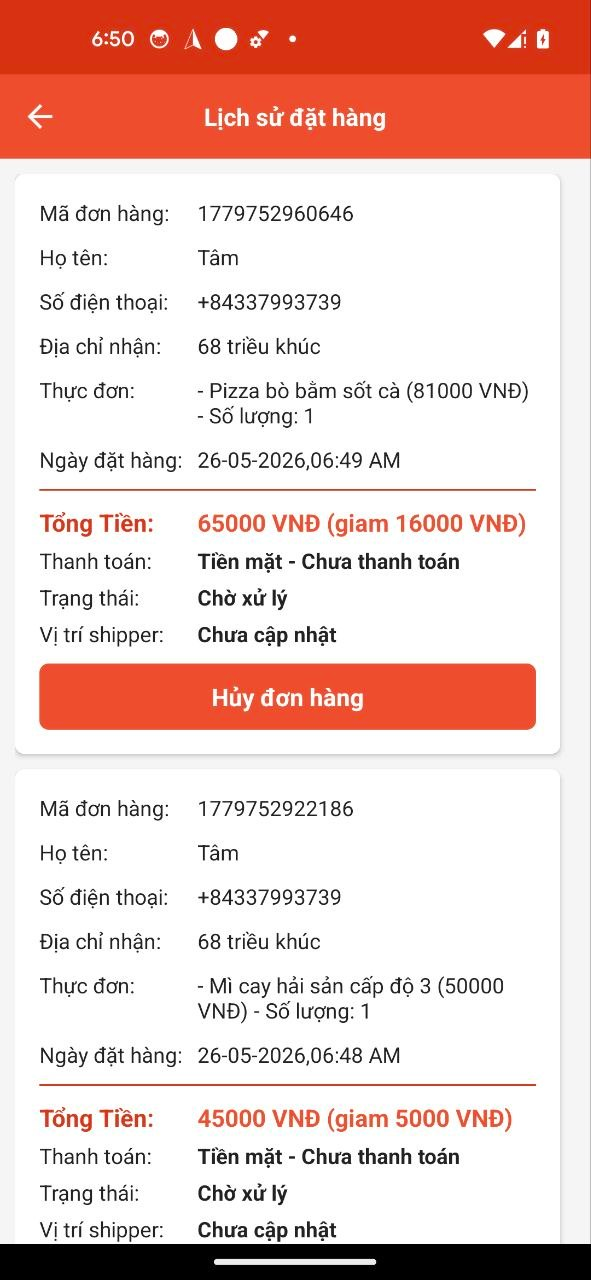 6:50
Lịch sử đặt hàng
Mã đơn hàng: 1779752960646
Họ tên: Tâm
Số điện thoại: +84337993739
Địa chỉ nhận: 68 triều khúc
Thực đơn: - Pizza bò bằm sốt cà (81000 VNĐ)
- Số lượng: 1
Ngày đặt hàng: 26-05-2026,06:49 AM
Tổng Tiền: 65000 VNĐ (giam 16000 VNĐ)
Thanh toán: Tiền mặt - Chưa thanh toán
Trạng thái: Chờ xử lý
Vị trí shipper: Chưa cập nhật
Hủy đơn hàng
Mã đơn hàng: 1779752922186
Họ tên: Tâm
Số điện thoại: +84337993739
Địa chỉ nhận: 68 triều khúc
Thực đơn: - Mì cay hải sản cấp độ 3 (50000
VNĐ) - Số lượng: 1
Ngày đặt hàng: 26-05-2026,06:48 AM
Tổng Tiền: 45000 VNĐ (giam 5000 VNĐ)
Thanh toán: Tiền mặt - Chưa thanh toán
Trạng thái: Chờ xử lý
Vị trí shipper: Chưa cập nhật